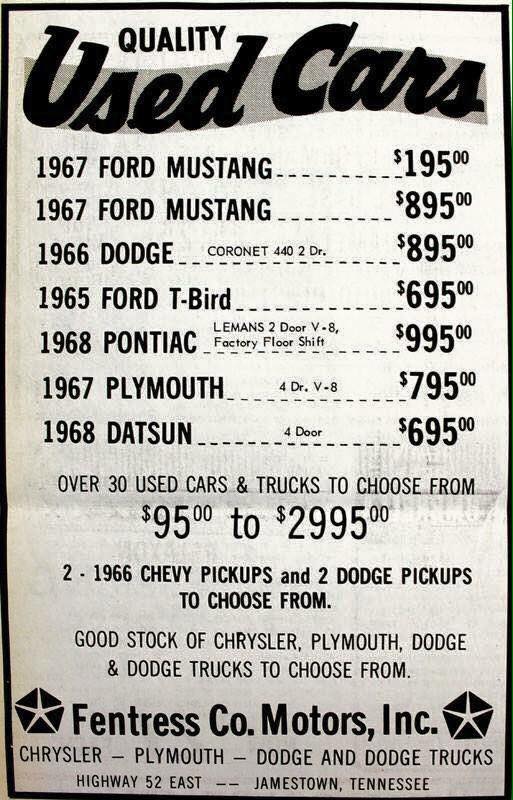 QUALITY
Used Cars
1967 FORD MUSTANG $195.00
1967 FORD MUSTANG $895.00
1966 DODGE CORONET 440 2 Dr. $895.00
1965 FORD T-Bird $695.00
1968 PONTIAC LEMANS 2 Door V-8, Factory Floor Shift $995.00
1967 PLYMOUTH 4 Dr. V-8 $795.00
1968 DATSUN 4 Door $695.00
OVER 30 USED CARS & TRUCKS TO CHOOSE FROM
$95.00 to $2995.00
2 - 1966 CHEVY PICKUPS and 2 DODGE PICKUPS
TO CHOOSE FROM.
GOOD STOCK OF CHRYSLER, PLYMOUTH, DODGE
& DODGE TRUCKS TO CHOOSE FROM.
Fentress Co. Motors, Inc.
CHRYSLER — PLYMOUTH — DODGE AND DODGE TRUCKS
HIGHWAY 52 EAST —— JAMESTOWN, TENNESSEE